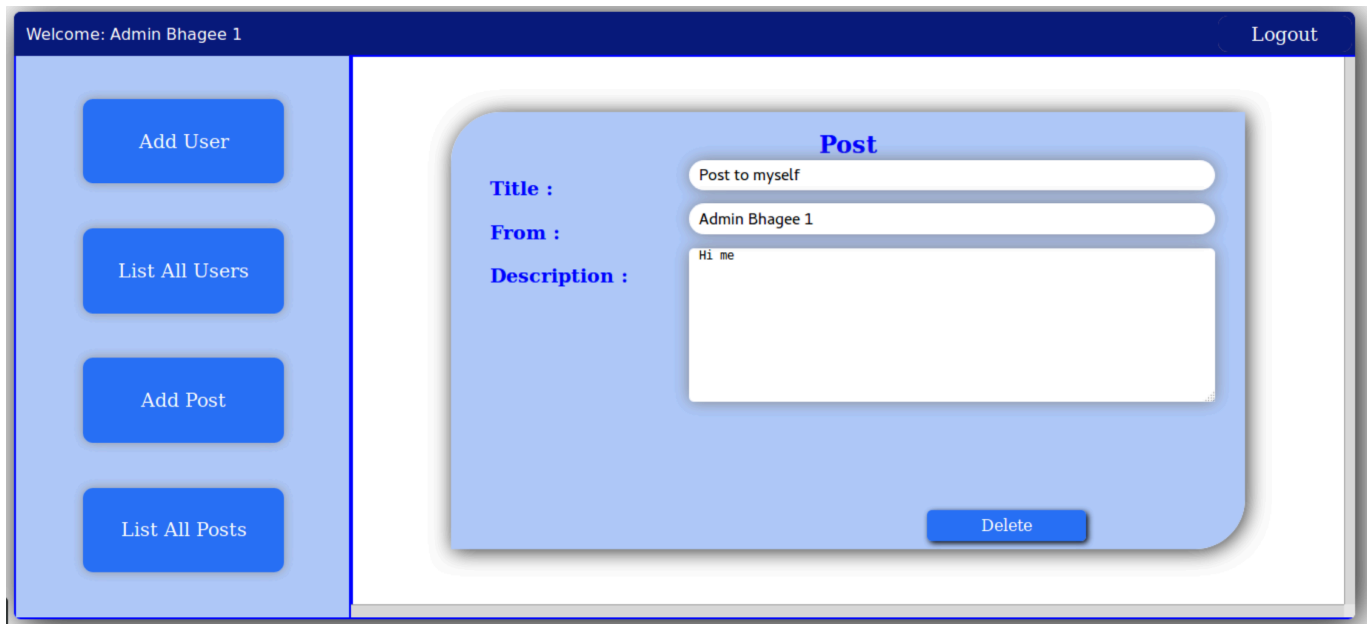 Welcome: Admin Bhagee 1
Logout
Add User
List All Users
Add Post
List All Posts
Post
Title :
Post to myself
From :
Admin Bhagee 1
Description :
Hi me
Delete